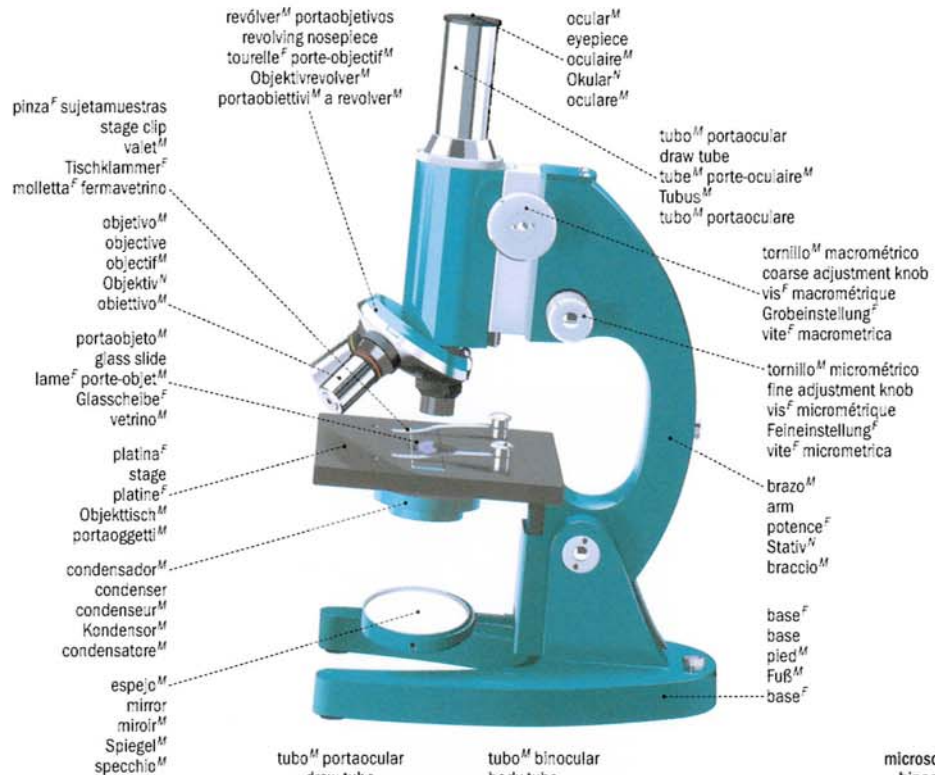 revólver^M portaobjetivos
revolving nosepiece
tourelle^F porte-objectif^M
Objektivrevolver^M
portaobiettivi^M a revolver^M
ocular^M
eyepiece
oculaire^M
Okular^N
oculare^M
pinza^F sujetamuestras
stage clip
valet^M
Tischklammer^F
molletta^F fermavetrino
tubo^M portaocular
draw tube
tube^M porte-oculaire^M
Tubus^M
tubo^M portaoculare
objetivo^M
objective
objectif^M
Objektiv^N
obiettivo^M
tornillo^M macrométrico
coarse adjustment knob
vis^F macrométrique
Grobeinstellung^F
vite^F macrometrica
portaobjeto^M
glass slide
lame^F porte-objet^M
Glasscheibe^F
vetrino^M
tornillo^M micrométrico
fine adjustment knob
vis^F micrométrique
Feineinstellung^F
vite^F micrometrica
platina^F
stage
platine^F
Objekttisch^M
portaoggetti^M
brazo^M
arm
potence^F
Stativ^N
braccio^M
condensador^M
condenser
condenseur^M
Kondensor^M
condensatore^M
base^F
base
pied^M
Fuß^M
base^F
espejo^M
mirror
miroir^M
Spiegel^M
specchio^M
tubo^M portaocular
draw tube
tubo^M binocular
body tube